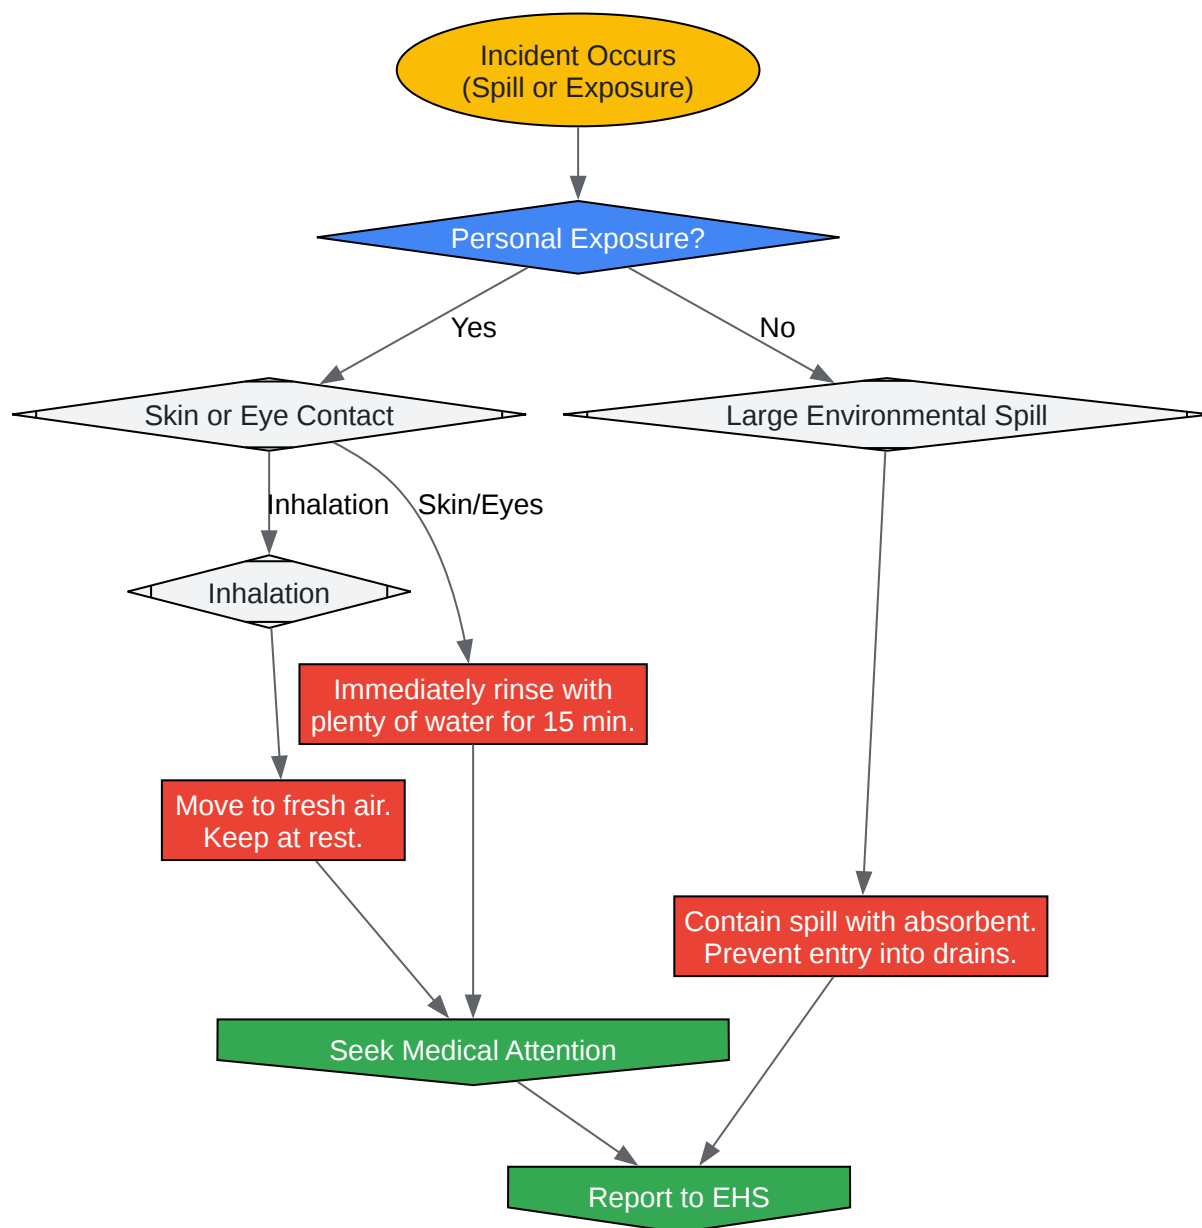 Incident Occurs
(Spill or Exposure)
Personal Exposure?
Yes
No
Skin or Eye Contact
Large Environmental Spill
Inhalation
Skin/Eyes
Inhalation
Immediately rinse with
plenty of water for 15 min.
Move to fresh air.
Keep at rest.
Contain spill with absorbent.
Prevent entry into drains.
Seek Medical Attention
Report to EHS